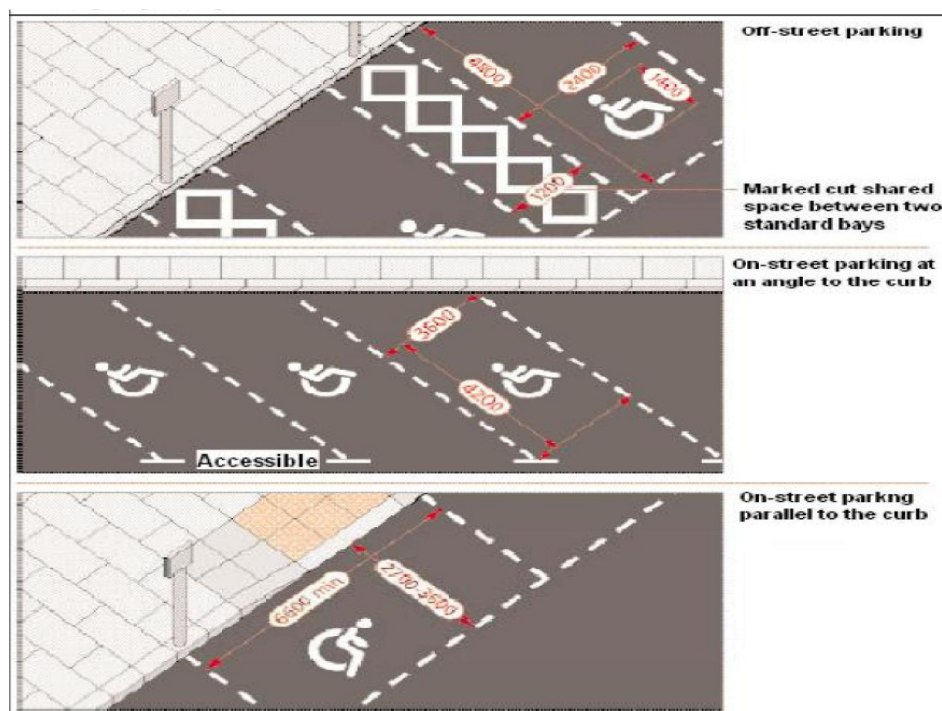 Off-street parking
4800
2400
1400
1200
Marked cut shared
space between two
standard bays
On-street parking at
an angle to the curb
3600
4200
Accessible
On-street parkng
parallel to the curb
6600 min
2700-3600